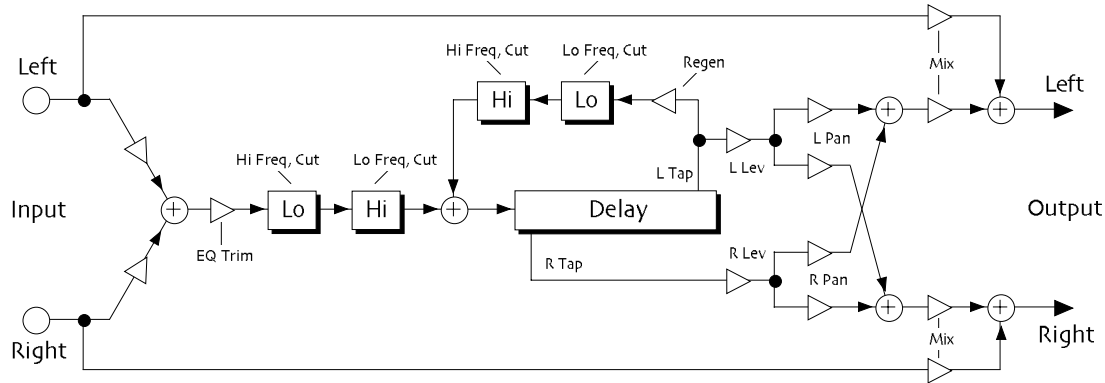 Hi Freq, Cut
Lo Freq, Cut
Regen
Mix
Left
Left
Hi
Lo
L Pan
Hi Freq, Cut
Lo Freq, Cut
L Tap
L Lev
Input
Lo
Hi
Delay
Output
EQ Trim
R Tap
R Lev
R Pan
Right
Mix
Right